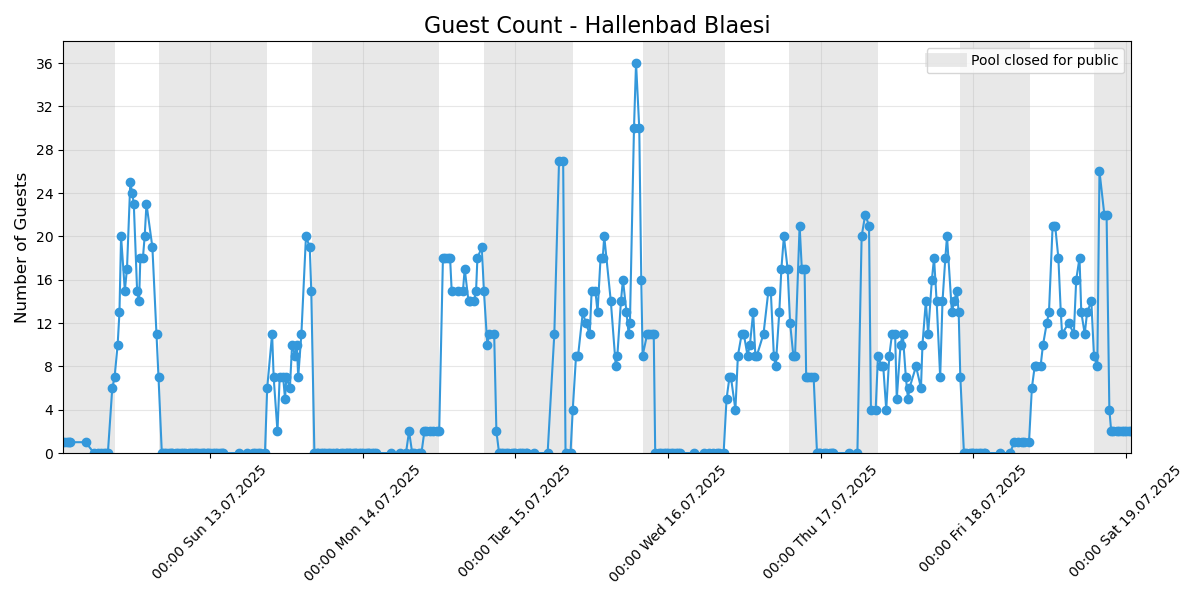 Guest Count - Hallenbad Blaesi
Pool closed for public
Number of Guests
36
32
28
24
20
16
12
8
4
0
00:00 Sun 13.07.2025
00:00 Mon 14.07.2025
00:00 Tue 15.07.2025
00:00 Wed 16.07.2025
00:00 Thu 17.07.2025
00:00 Fri 18.07.2025
00:00 Sat 19.07.2025